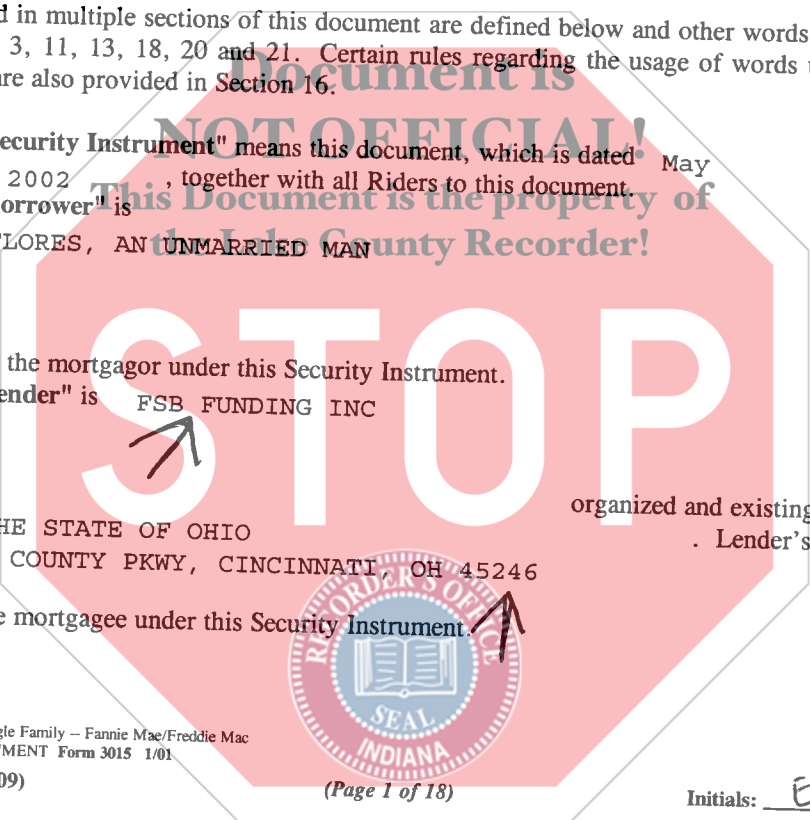 d in multiple sections of this document are defined below and other words
3, 11, 13, 18, 20 and 21. Certain rules regarding the usage of words
are also provided in Section 16.
Document is
NOT OFFICIAL!
This Document is the property of
the Lake County Recorder!
ecurity Instrument" means this document, which is dated May
2002 , together with all Riders to this document.
orrower" is
LORES, AN UNMARRIED MAN
STOP
the mortgagor under this Security Instrument.
ender" is FSB FUNDING INC
organized and existing
HE STATE OF OHIO
. Lender's
COUNTY PKWY, CINCINNATI, OH 45246
e mortgagee under this Security Instrument.
RECORDER'S OFFICE
SEAL
INDIANA
gle Family -- Fannie Mae/Freddie Mac
MENT Form 3015 1/01
09)
(Page 1 of 18)
Initials: E